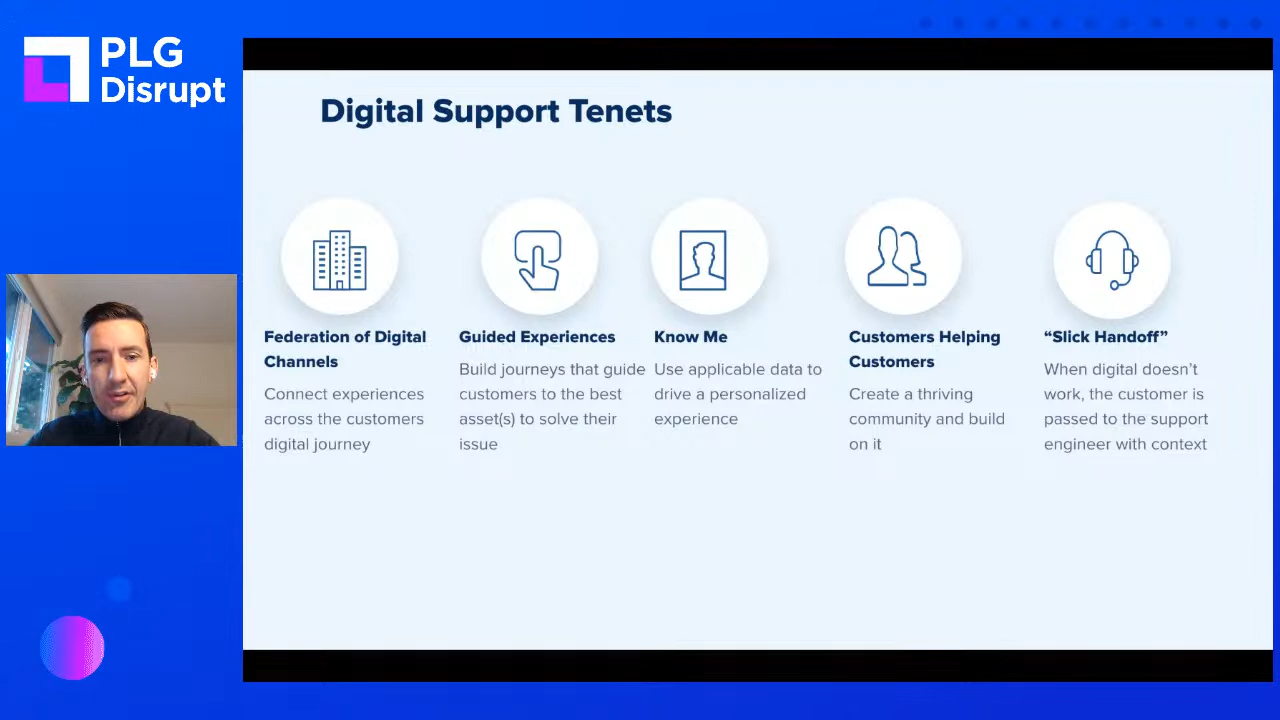 PLG
Disrupt
Digital Support Tenets
Federation of Digital
Channels
Connect experiences
across the customers
digital journey
Guided Experiences
Build journeys that guide
customers to the best
asset(s) to solve their
issue
Know Me
Use applicable data to
drive a personalized
experience
Customers Helping
Customers
Create a thriving
community and build
on it
“Slick Handoff”
When digital doesn’t
work, the customer is
passed to the support
engineer with context